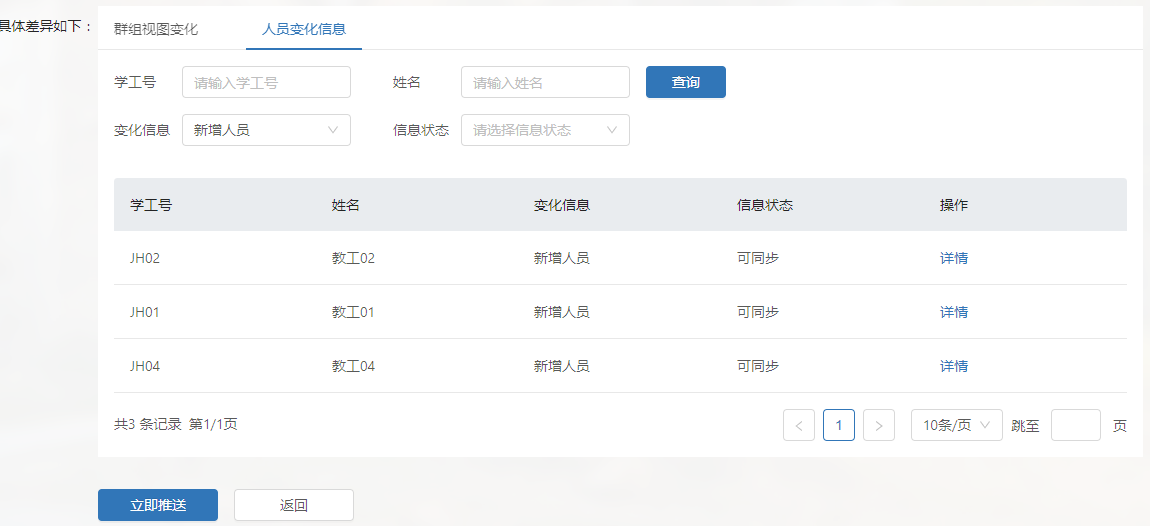 具体差异如下：
群组视图变化 人员变化信息
学工号 请输入学工号 姓名 请输入姓名 查询
变化信息 新增人员 信息状态 请选择信息状态
学工号 姓名 变化信息 信息状态 操作
JH02 教工02 新增人员 可同步 详情
JH01 教工01 新增人员 可同步 详情
JH04 教工04 新增人员 可同步 详情
共3 条记录 第1/1页 < 1 > 10条/页 跳至 页
立即推送 返回